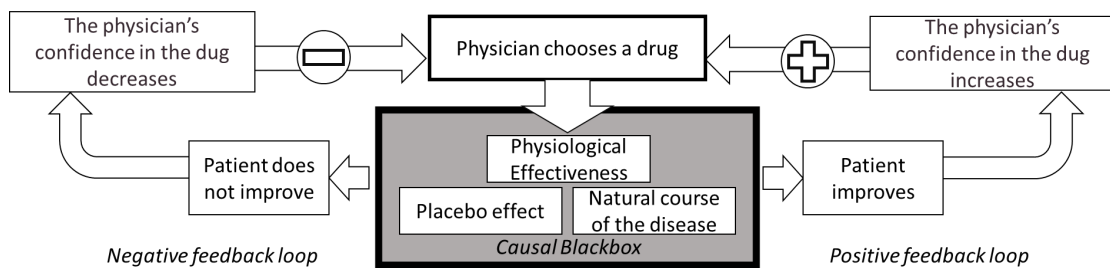 The physician's
confidence in the dug
decreases
Physician chooses a drug
The physician's
confidence in the dug
increases
Patient does
not improve
Physiological
Effectiveness
Placebo effect
Natural course
of the disease
Causal Blackbox
Patient
improves
Negative feedback loop
Positive feedback loop